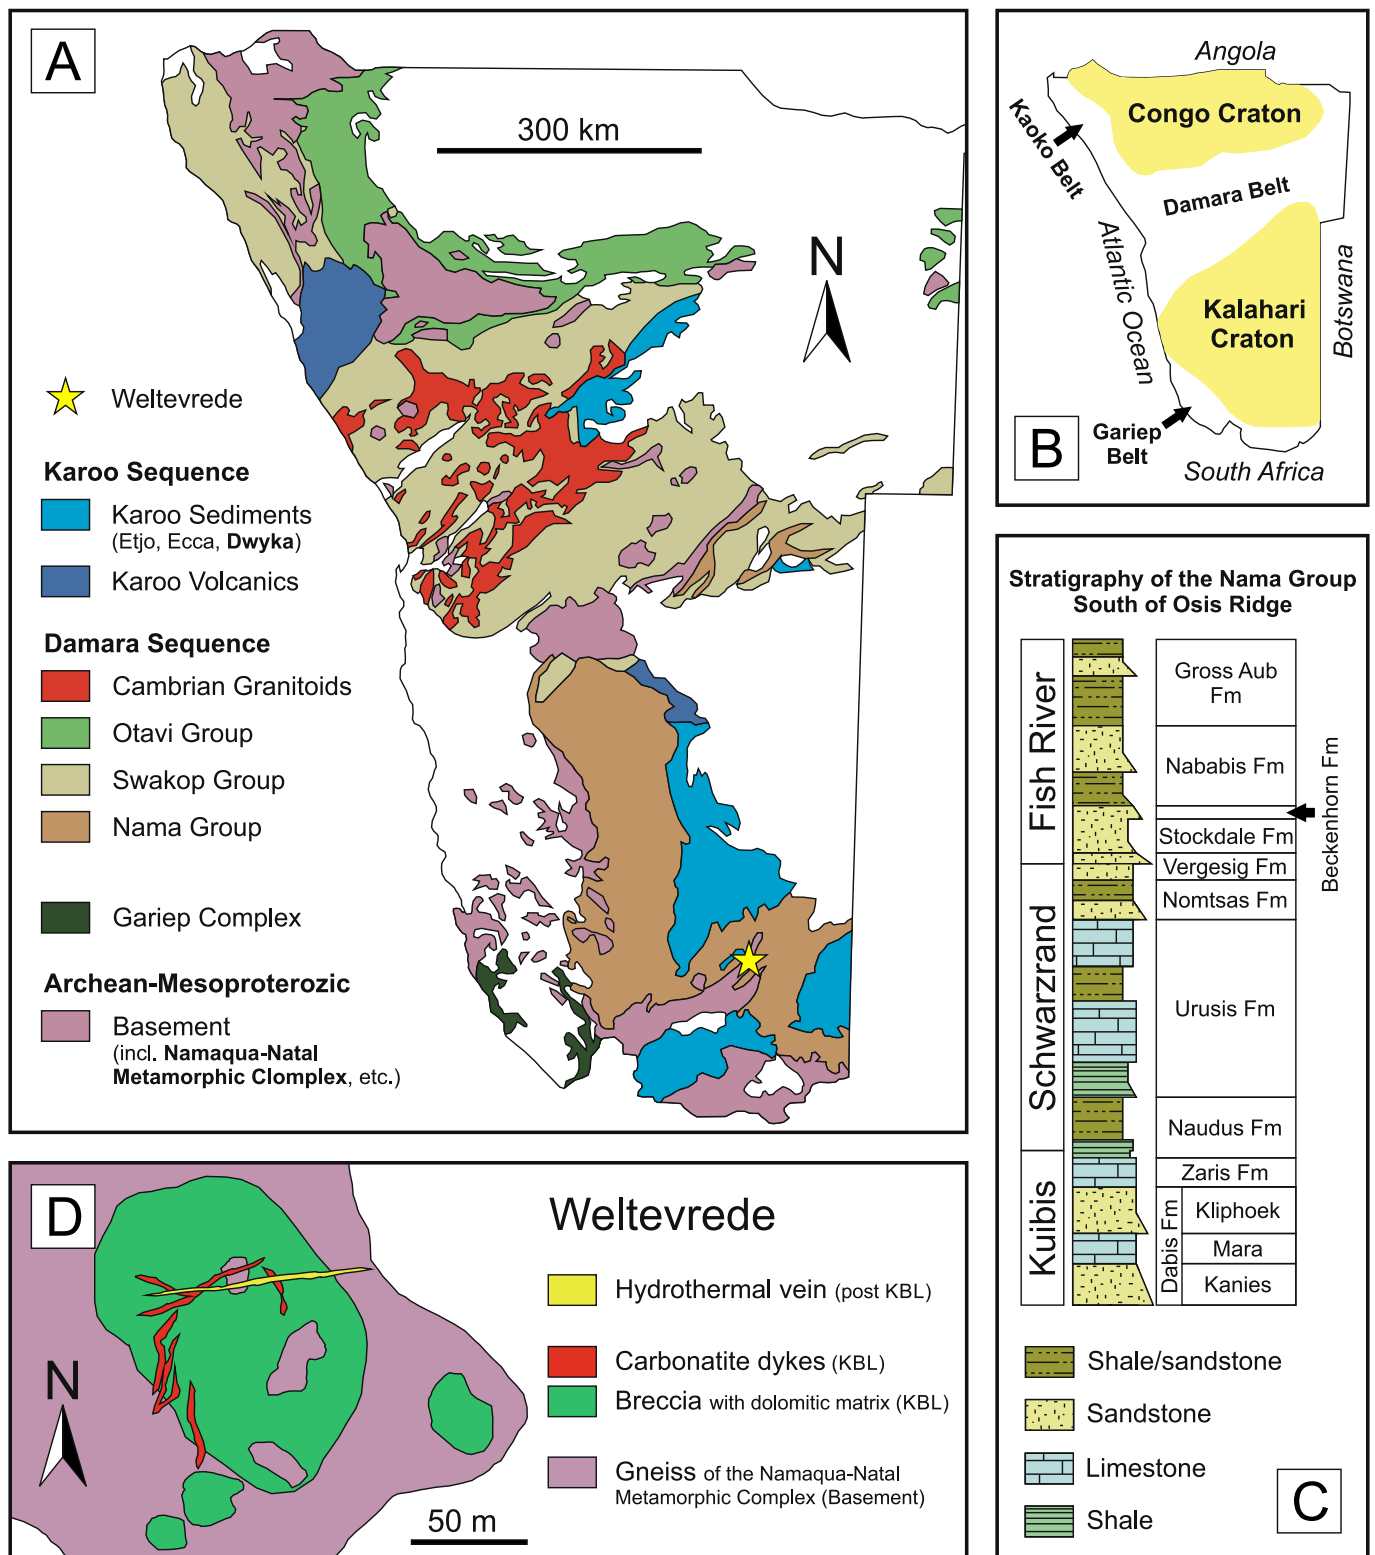 A
300 km
N
Weltevrede
Karoo Sequence
Karoo Sediments
(Etjo, Ecca, Dwyka)
Karoo Volcanics
Damara Sequence
Cambrian Granitoids
Otavi Group
Swakop Group
Nama Group
Gariep Complex
Archean-Mesoproterozic
Basement
(incl. Namaqua-Natal
Metamorphic Clomplex, etc.)
Angola
Congo Craton
Kaoko Belt
Damara Belt
Atlantic Ocean
Botswana
Kalahari
Craton
Gariep
Belt
South Africa
B
Stratigraphy of the Nama Group
South of Osis Ridge
Fish River
Schwarzrand
Kuibis
Gross Aub
Fm
Nababis Fm
Beckenhorn Fm
Stockdale Fm
Vergesig Fm
Nomtsas Fm
Urusis Fm
Naudus Fm
Zaris Fm
Dabis Fm
Kliphoek
Mara
Kanies
Shale/sandstone
Sandstone
Limestone
Shale
C
D
N
50 m
Weltevrede
Hydrothermal vein (post KBL)
Carbonatite dykes (KBL)
Breccia with dolomitic matrix (KBL)
Gneiss of the Namaqua-Natal
Metamorphic Complex (Basement)